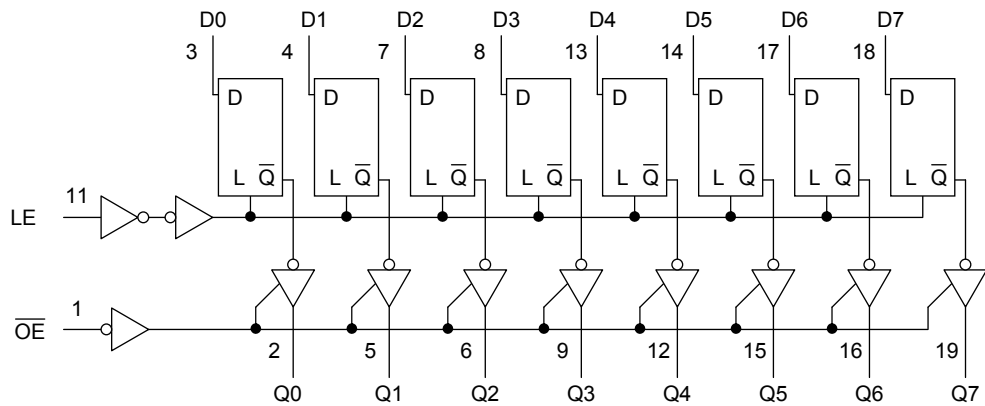 D0 D1 D2 D3 D4 D5 D6 D7
3 4 7 8 13 14 17 18
D D D D D D D D
L Q̅ L Q̅ L Q̅ L Q̅ L Q̅ L Q̅ L Q̅ L Q̅
11
LE
1
O̅E̅
2 5 6 9 12 15 16 19
Q0 Q1 Q2 Q3 Q4 Q5 Q6 Q7